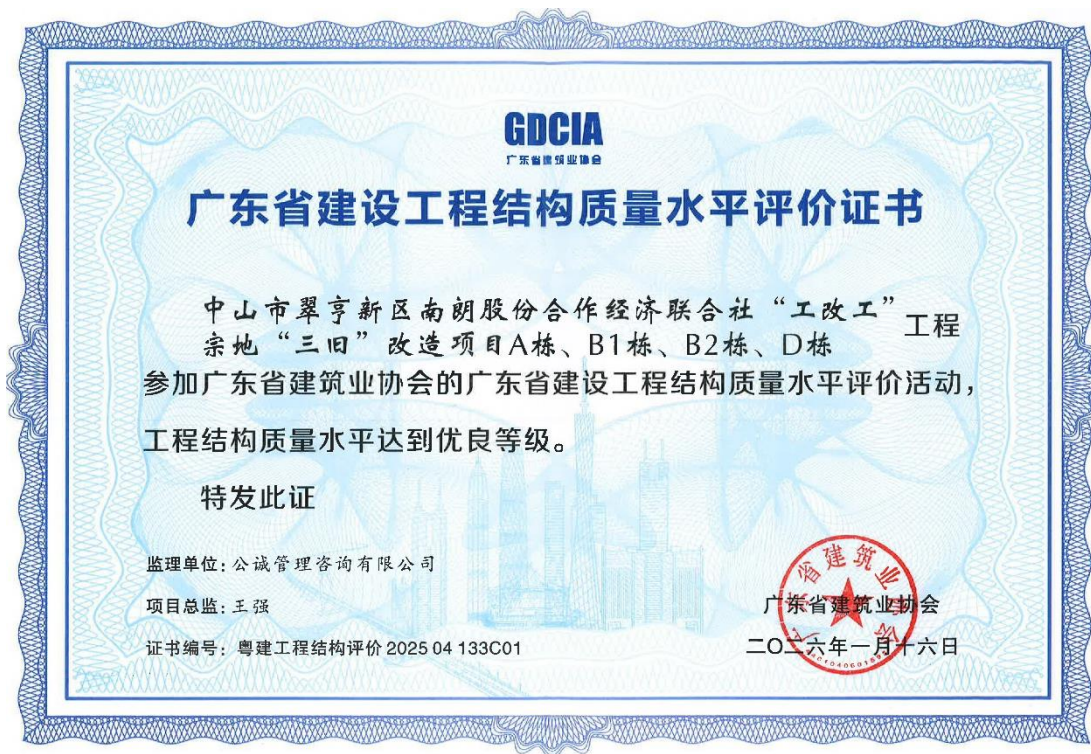 GDCIA
广东省建筑业协会
广东省建设工程结构质量水平评价证书
中山市翠亨新区南朗股份合作经济联合社“工改工”
宗地“三旧”改造项目A栋、B1栋、B2栋、D栋
工程
参加广东省建筑业协会的广东省建设工程结构质量水平评价活动，
工程结构质量水平达到优良等级。
特发此证
监理单位：公诚管理咨询有限公司
项目总监：王强
证书编号：粤建工程结构评价 2025 04 133C01
广东省建筑业协会
广东省建筑业协会
二〇二六年一月十六日